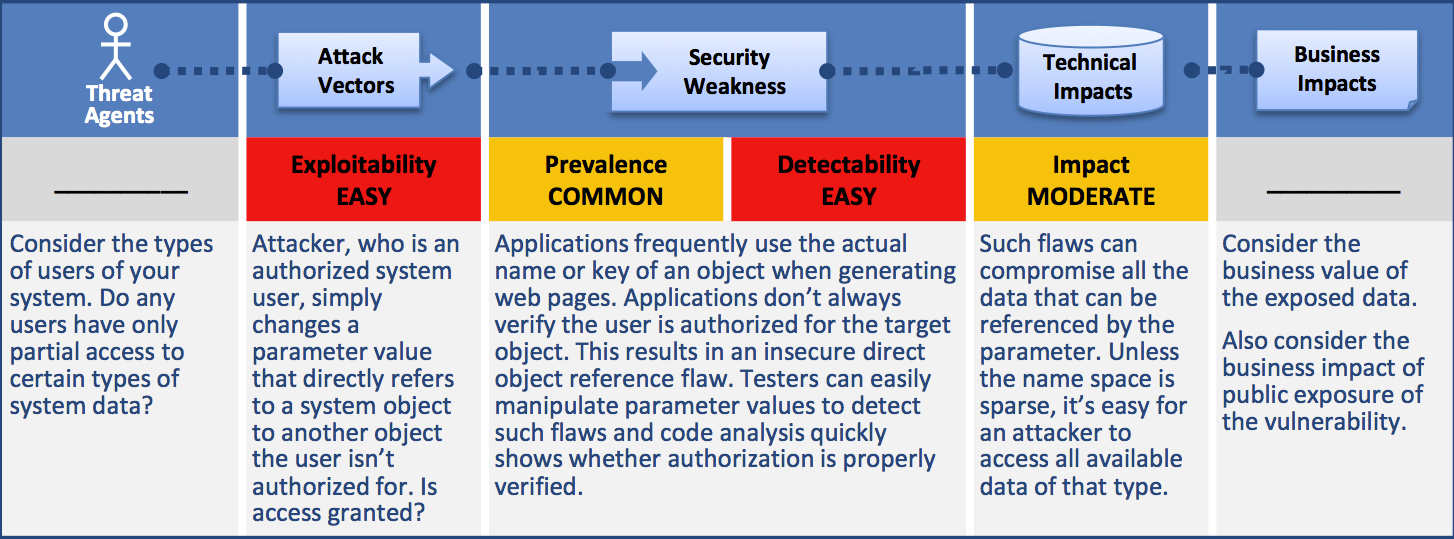 Threat
Agents
Attack
Vectors
Security
Weakness
Technical
Impacts
Business
Impacts
__________
Exploitability
EASY
Prevalence
COMMON
Detectability
EASY
Impact
MODERATE
__________
Consider the types
of users of your
system. Do any
users have only
partial access to
certain types of
system data?
Attacker, who is an
authorized system
user, simply
changes a
parameter value
that directly refers
to a system object
to another object
the user isn’t
authorized for. Is
access granted?
Applications frequently use the actual
name or key of an object when generating
web pages. Applications don’t always
verify the user is authorized for the target
object. This results in an insecure direct
object reference flaw. Testers can easily
manipulate parameter values to detect
such flaws and code analysis quickly
shows whether authorization is properly
verified.
Such flaws can
compromise all the
data that can be
referenced by the
parameter. Unless
the name space is
sparse, it’s easy for
an attacker to
access all available
data of that type.
Consider the
business value of
the exposed data.
Also consider the
business impact of
public exposure of
the vulnerability.